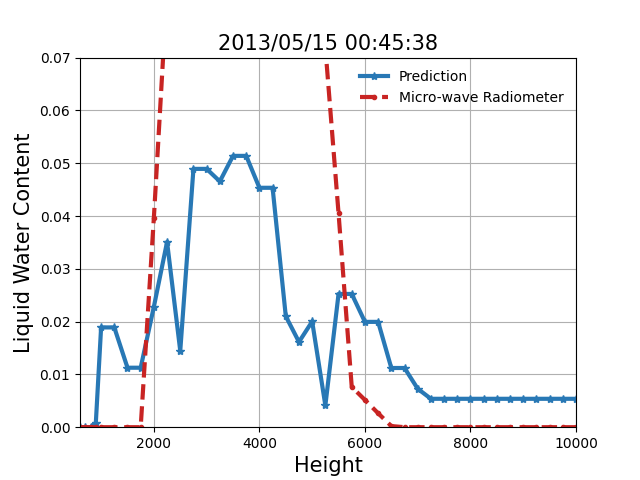 2013/05/15 00:45:38
0.07
0.06
0.05
0.04
0.03
0.02
0.01
0.00
Liquid Water Content
Prediction
Micro-wave Radiometer
2000 4000 6000 8000 10000
Height